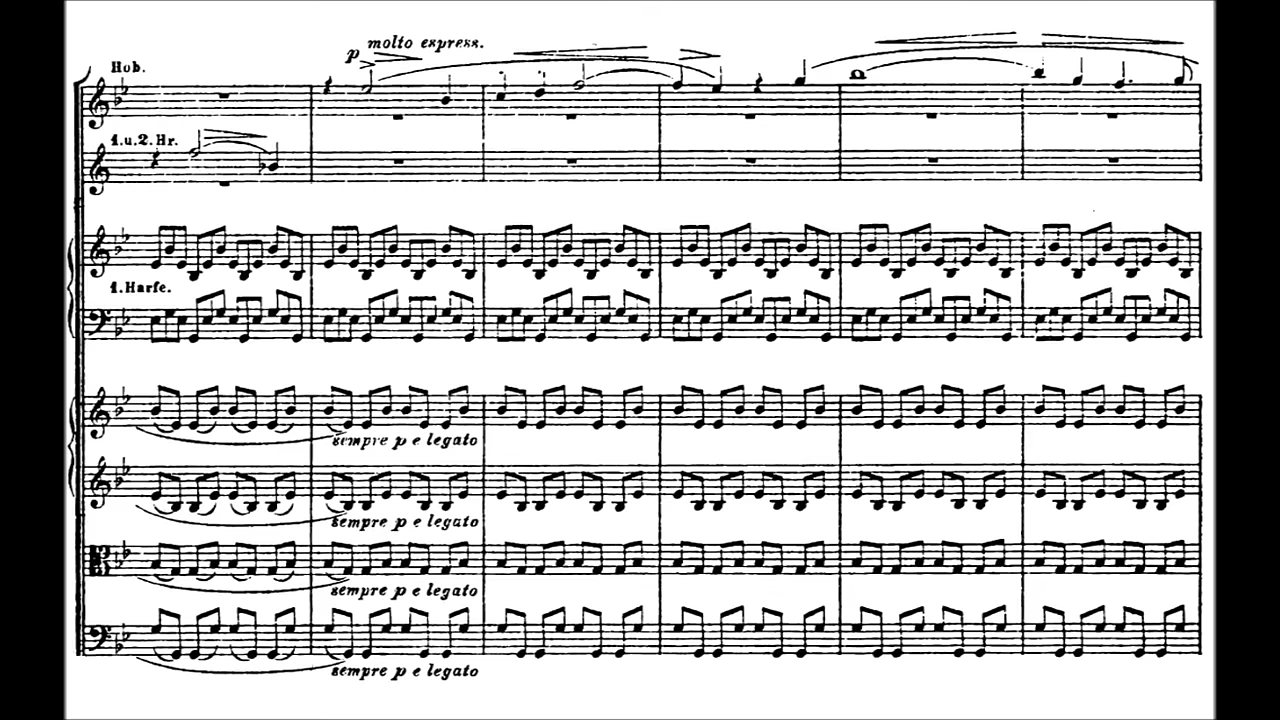 molto express.
p
Hob.
1.u.2. Hr.
1.Harfe.
sempre p e legato
sempre p e legato
sempre p e legato
sempre p e legato